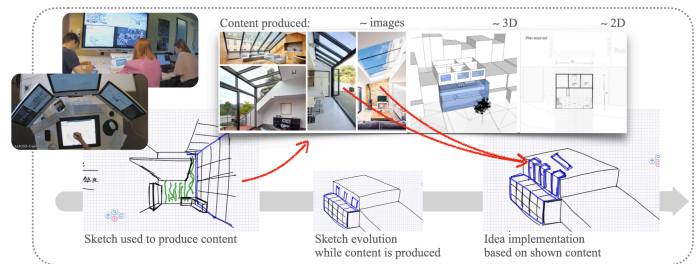 Content produced:
~ images
~ 3D
~ 2D
Sketch used to produce content
Sketch evolution
while content is produced
Idea implementation
based on shown content